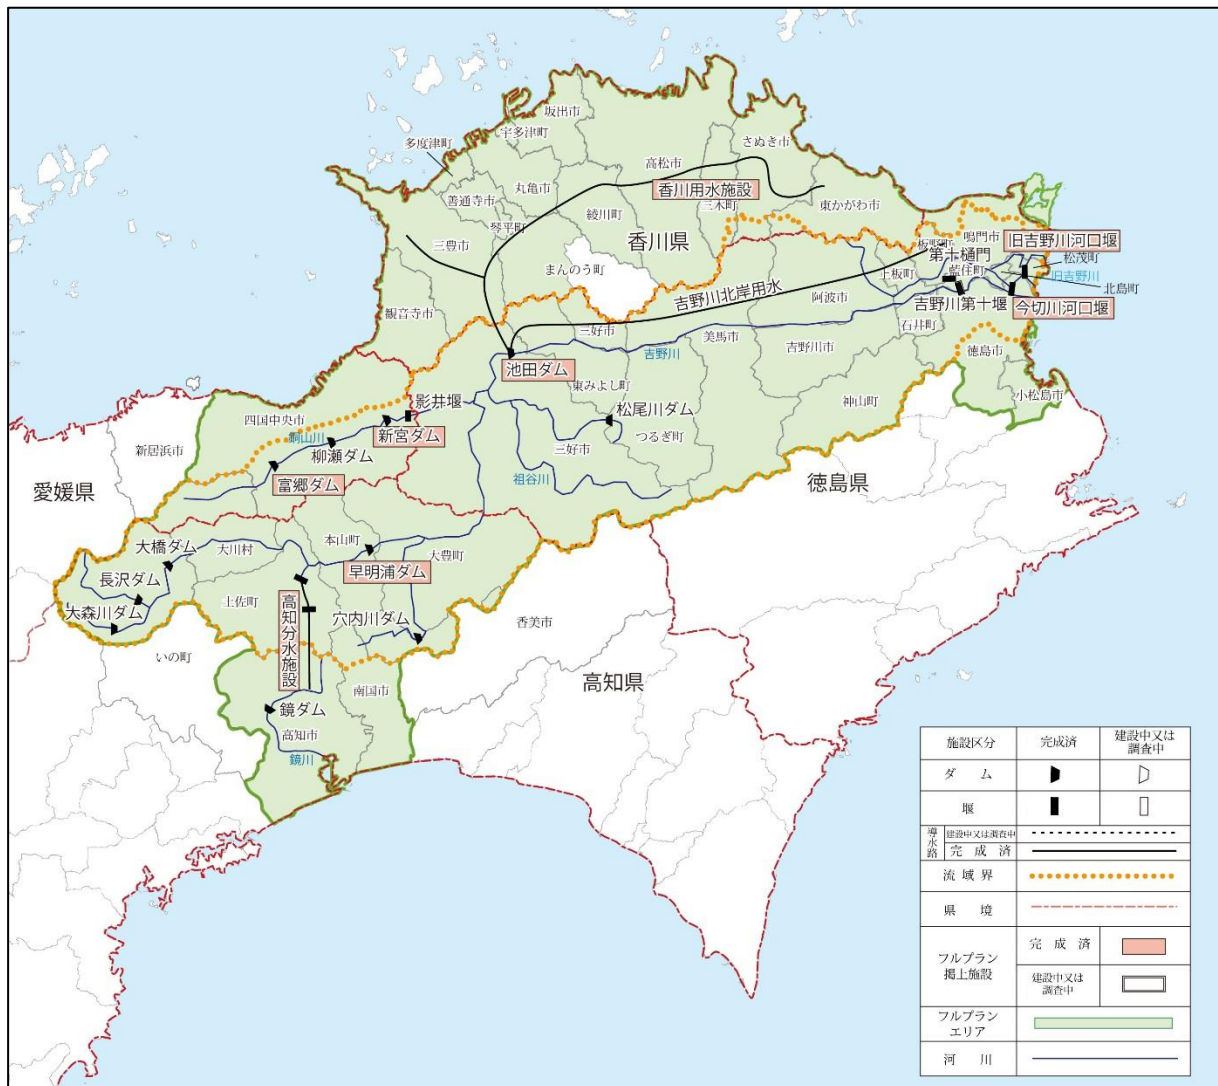 坂出市
宇多津町
多度津町
さぬき市
高松市
丸亀市
善通寺市
香川用水施設
三木町
東かがわ市
綾川町
琴平町
三豊市
香川県
まんのう町
鳴門市
板野町
旧吉野川河口堰
第十樋門
松茂町
藍住町
旧吉野川
上板町
北島町
吉野川北岸用水
阿波市
吉野川第十堰
今切川河口堰
観音寺市
三好市
美馬市
石井町
吉野川
吉野川市
徳島市
池田ダム
東みよし町
神山町
小松島市
影井堰
松尾川ダム
四国中央市
新宮ダム
銅山川
つるぎ町
新居浜市
柳瀬ダム
三好市
祖谷川
富郷ダム
徳島県
愛媛県
本山町
大橋ダム
大川村
大豊町
早明浦ダム
長沢ダム
大森川ダム
土佐町
高知分水施設
穴内川ダム
香美市
いの町
高知県
南国市
鏡ダム
高知市
鏡川
施設区分 完成済 建設中又は調査中
ダム
堰
導水路 建設中又は調査中
完成済
流域界
県境
フルプラン掲上施設 完成済
建設中又は調査中
フルプランエリア
河川